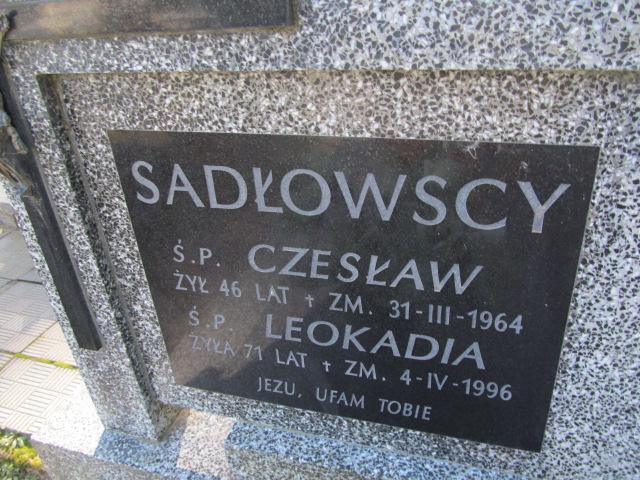 SADŁOWSCY
Ś.P. CZESŁAW
ŻYŁ 46 LAT ✝ ZM. 31-III-1964
Ś.P. LEOKADIA
ŻYŁA 71 LAT ✝ ZM. 4-IV-1996
JEZU, UFAM TOBIE